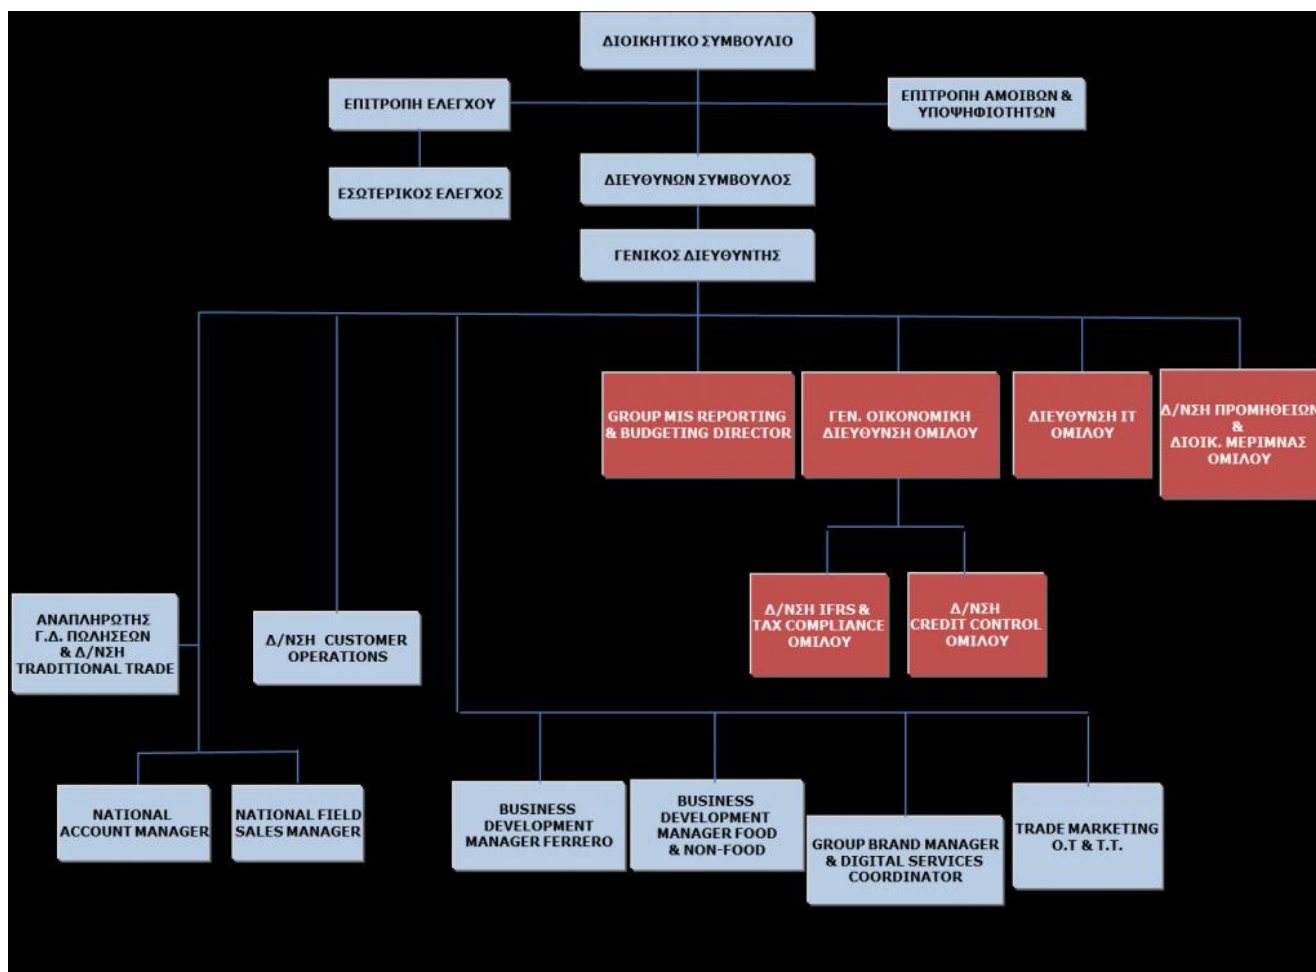 ΔΙΟΙΚΗΤΙΚΟ ΣΥΜΒΟΥΛΙΟ
ΕΠΙΤΡΟΠΗ ΕΛΕΓΧΟΥ
ΕΠΙΤΡΟΠΗ ΑΜΟΙΒΩΝ &
ΥΠΟΨΗΦΙΟΤΗΤΩΝ
ΕΣΩΤΕΡΙΚΟΣ ΕΛΕΓΧΟΣ
ΔΙΕΥΘΥΝΩΝ ΣΥΜΒΟΥΛΟΣ
ΓΕΝΙΚΟΣ ΔΙΕΥΘΥΝΤΗΣ
GROUP MIS REPORTING
& BUDGETING DIRECTOR
ΓΕΝ. ΟΙΚΟΝΟΜΙΚΗ
ΔΙΕΥΘΥΝΣΗ ΟΜΙΛΟΥ
ΔΙΕΥΘΥΝΣΗ IT
ΟΜΙΛΟΥ
Δ/ΝΣΗ ΠΡΟΜΗΘΕΙΩΝ
&
ΔΙΟΙΚ. ΜΕΡΙΜΝΑΣ
ΟΜΙΛΟΥ
Δ/ΝΣΗ IFRS &
TAX COMPLIANCE
ΟΜΙΛΟΥ
Δ/ΝΣΗ
CREDIT CONTROL
ΟΜΙΛΟΥ
ΑΝΑΠΛΗΡΩΤΗΣ
Γ.Δ. ΠΩΛΗΣΕΩΝ
& Δ/ΝΣΗ
TRADITIONAL TRADE
Δ/ΝΣΗ CUSTOMER
OPERATIONS
NATIONAL
ACCOUNT MANAGER
NATIONAL FIELD
SALES MANAGER
BUSINESS
DEVELOPMENT
MANAGER FERRERO
BUSINESS
DEVELOPMENT
MANAGER FOOD
& NON-FOOD
GROUP BRAND MANAGER
& DIGITAL SERVICES
COORDINATOR
TRADE MARKETING
O.T & T.T.